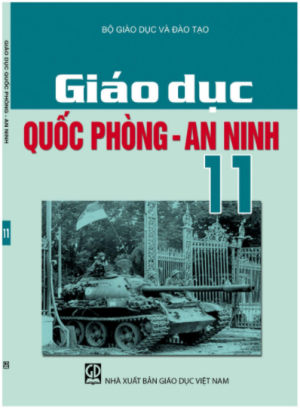 BỘ GIÁO DỤC VÀ ĐÀO TẠO
Giáo dục
QUỐC PHÒNG - AN NINH
11
NHÀ XUẤT BẢN GIÁO DỤC VIỆT NAM
GIÁO DỤC QUỐC PHÒNG - AN NINH
11